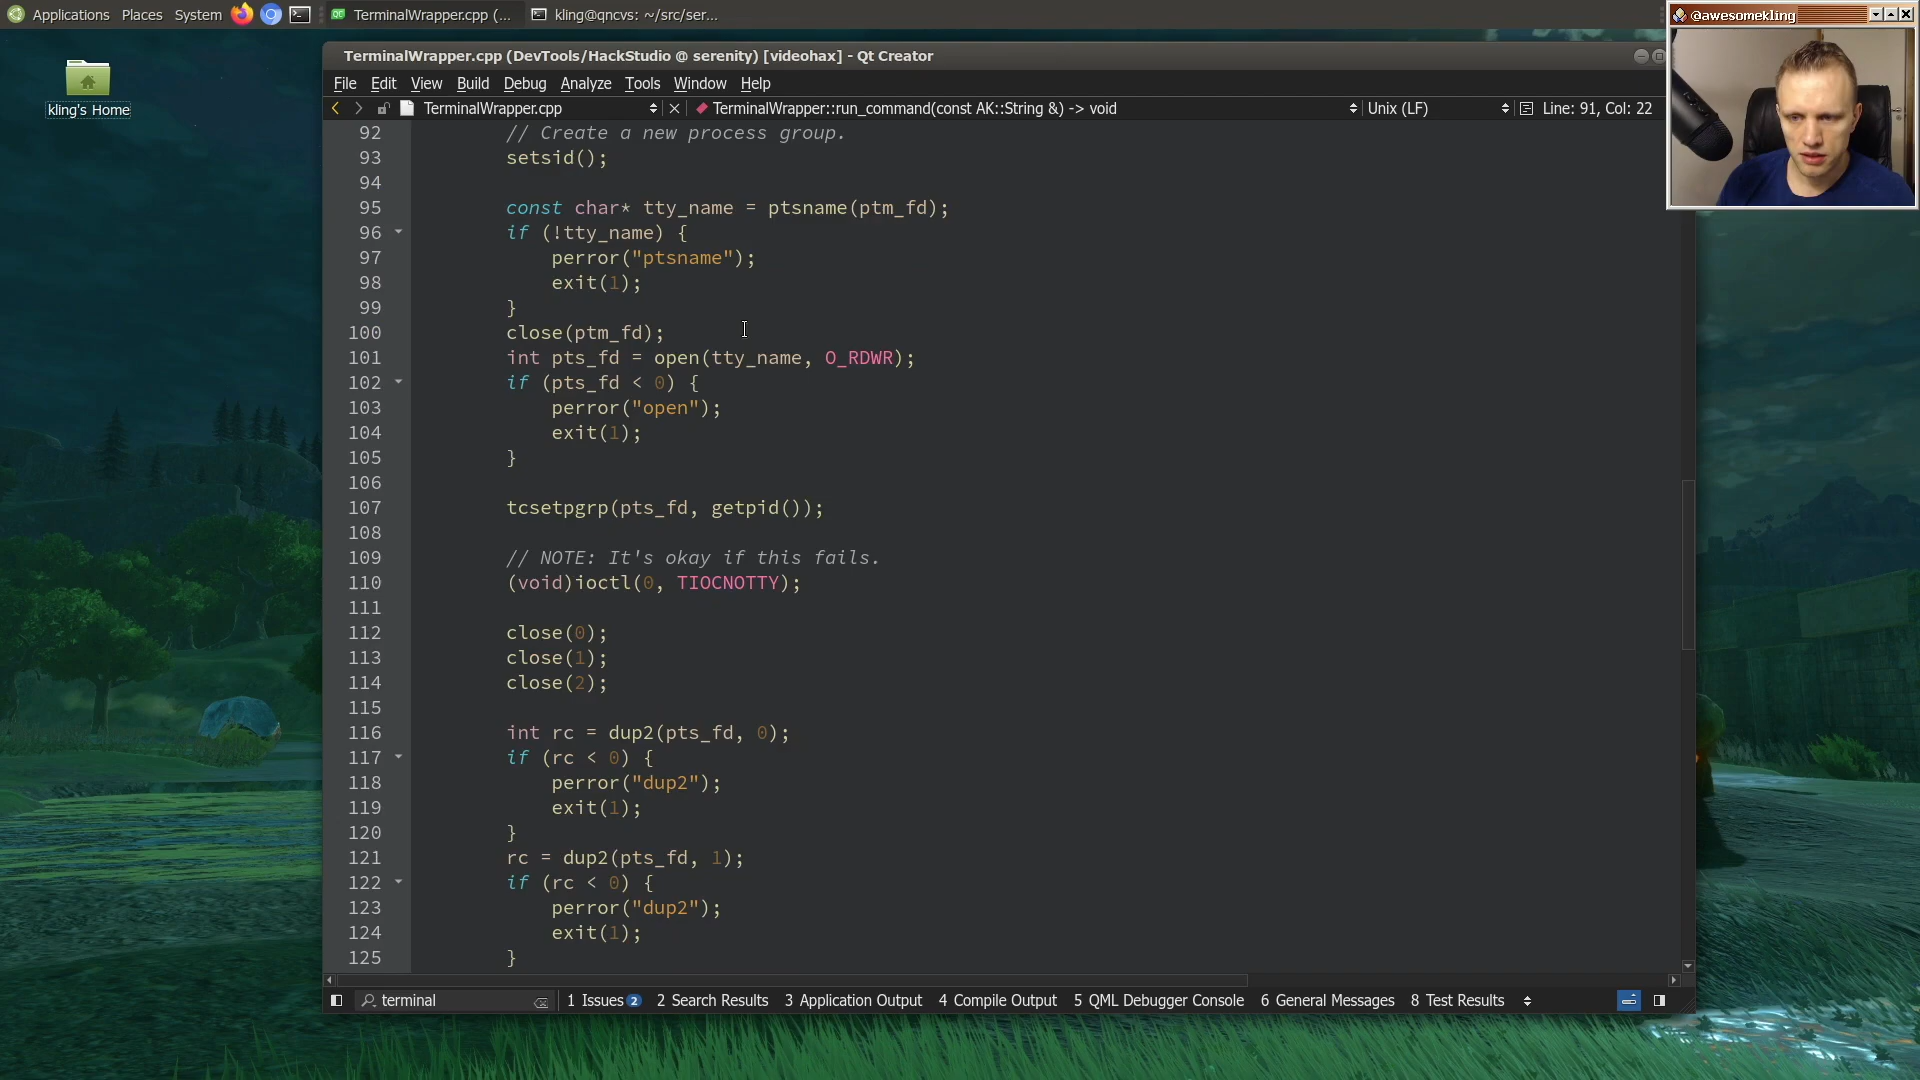 Applications Places System TerminalWrapper.cpp (... kling@qncvs: ~/src/ser...
@awesomekling
kling's Home
TerminalWrapper.cpp (DevTools/HackStudio @ serenity) [videohax] - Qt Creator
File Edit View Build Debug Analyze Tools Window Help
TerminalWrapper.cpp TerminalWrapper::run_command(const AK::String &) -> void Unix (LF) Line: 91, Col: 22
92 // Create a new process group.
93 setsid();
94
95 const char* tty_name = ptsname(ptm_fd);
96 if (!tty_name) {
97 perror("ptsname");
98 exit(1);
99 }
100 close(ptm_fd);
101 int pts_fd = open(tty_name, O_RDWR);
102 if (pts_fd < 0) {
103 perror("open");
104 exit(1);
105 }
106
107 tcsetpgrp(pts_fd, getpid());
108
109 // NOTE: It's okay if this fails.
110 (void)ioctl(0, TIOCNOTTY);
111
112 close(0);
113 close(1);
114 close(2);
115
116 int rc = dup2(pts_fd, 0);
117 if (rc < 0) {
118 perror("dup2");
119 exit(1);
120 }
121 rc = dup2(pts_fd, 1);
122 if (rc < 0) {
123 perror("dup2");
124 exit(1);
125 }
terminal 1 Issues 2 2 Search Results 3 Application Output 4 Compile Output 5 QML Debugger Console 6 General Messages 8 Test Results